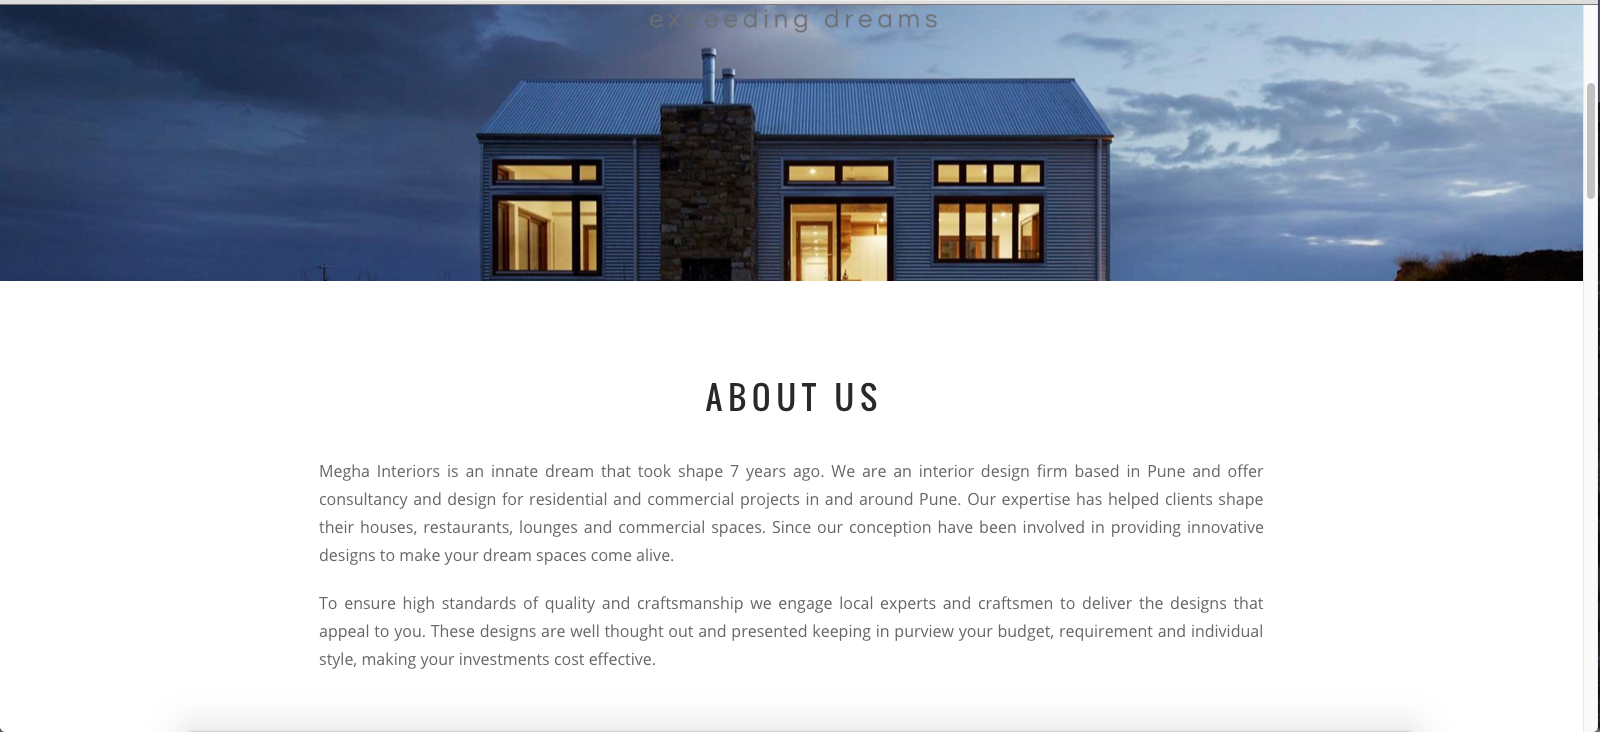 exceeding dreams
ABOUT US
Megha Interiors is an innate dream that took shape 7 years ago. We are an interior design firm based in Pune and offer
consultancy and design for residential and commercial projects in and around Pune. Our expertise has helped clients shape
their houses, restaurants, lounges and commercial spaces. Since our conception have been involved in providing innovative
designs to make your dream spaces come alive.
To ensure high standards of quality and craftsmanship we engage local experts and craftsmen to deliver the designs that
appeal to you. These designs are well thought out and presented keeping in purview your budget, requirement and individual
style, making your investments cost effective.